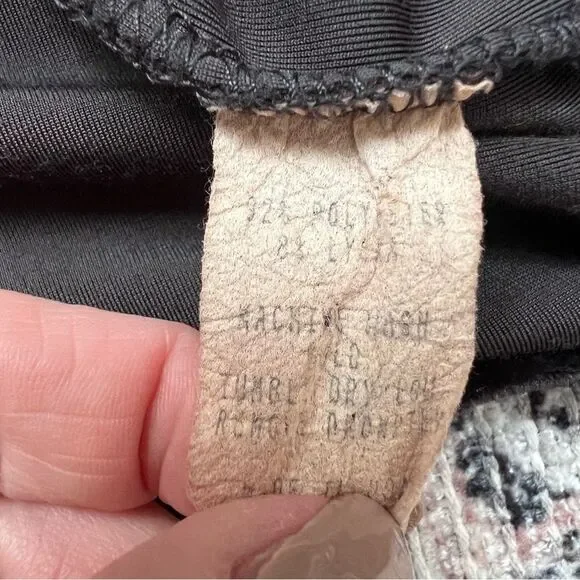 92% POLYESTER
8% LYCRA
MACHINE WASH
COLD
TUMBLE DRY LOW
REMOVE PROMPTLY